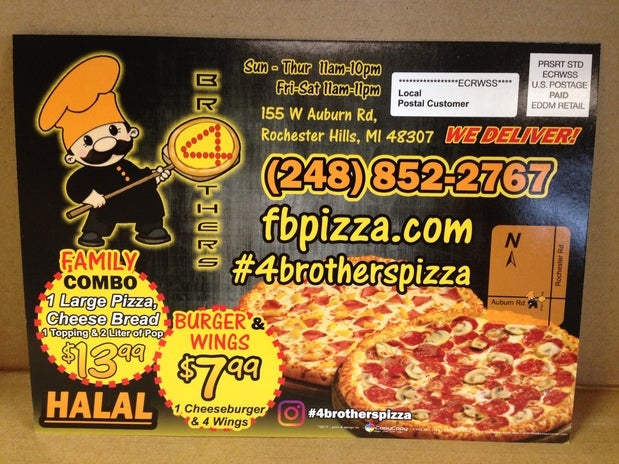 BR4THERS
Sun - Thur 11am-10pm
Fri-Sat 11am-11pm
155 W Auburn Rd,
Rochester Hills, MI 48307
*****************ECRWSS****
Local
Postal Customer
PRSRT STD
ECRWSS
U.S. POSTAGE
PAID
EDDM RETAIL
WE DELIVER!
(248) 852-2767
fbpizza.com
#4brotherspizza
N
Rochester Rd.
Auburn Rd.
FAMILY
COMBO
1 Large Pizza,
Cheese Bread
1 Topping & 2 Liter of Pop
$13.99
HALAL
BURGER &
WINGS
$7.99
1 Cheeseburger
& 4 Wings
#4brotherspizza
CopyCopy